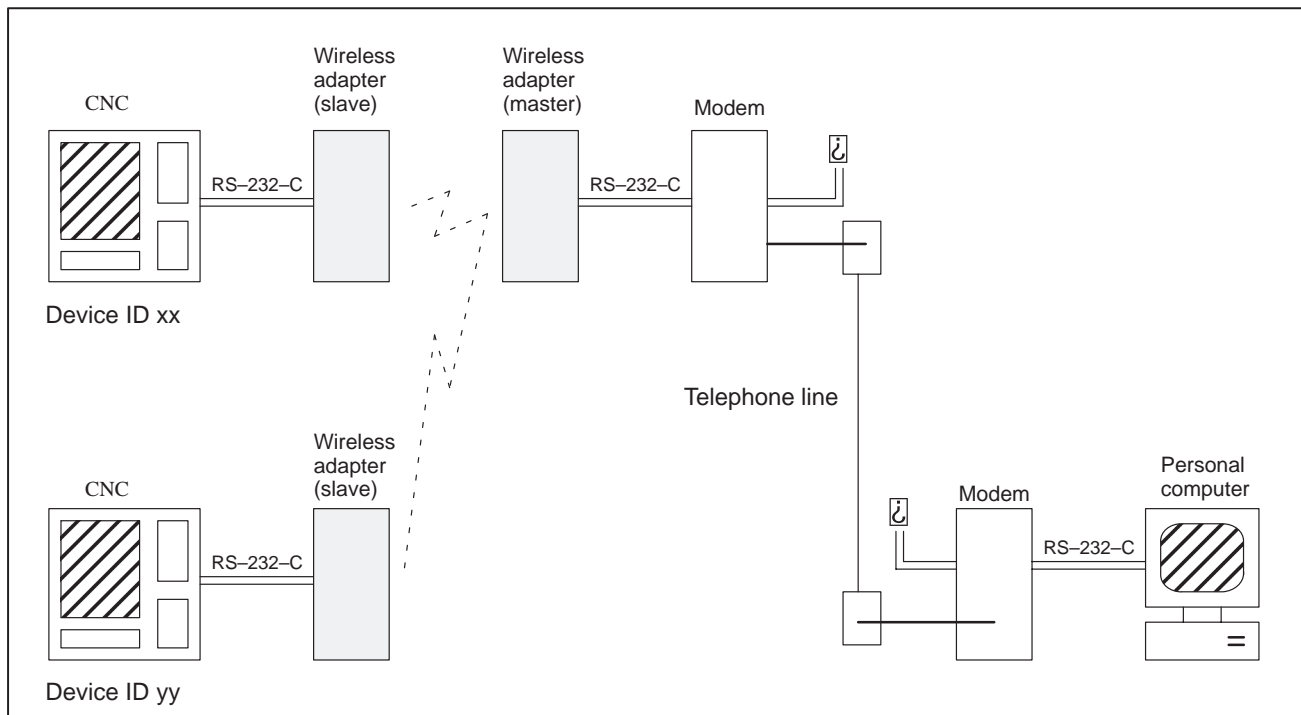 Wireless
adapter
(slave)
Wireless
adapter
(master)
CNC
Modem
RS–232–C
RS–232–C
Device ID xx
Telephone line
Wireless
adapter
(slave)
CNC
Modem
Personal
computer
RS–232–C
RS–232–C
Device ID yy